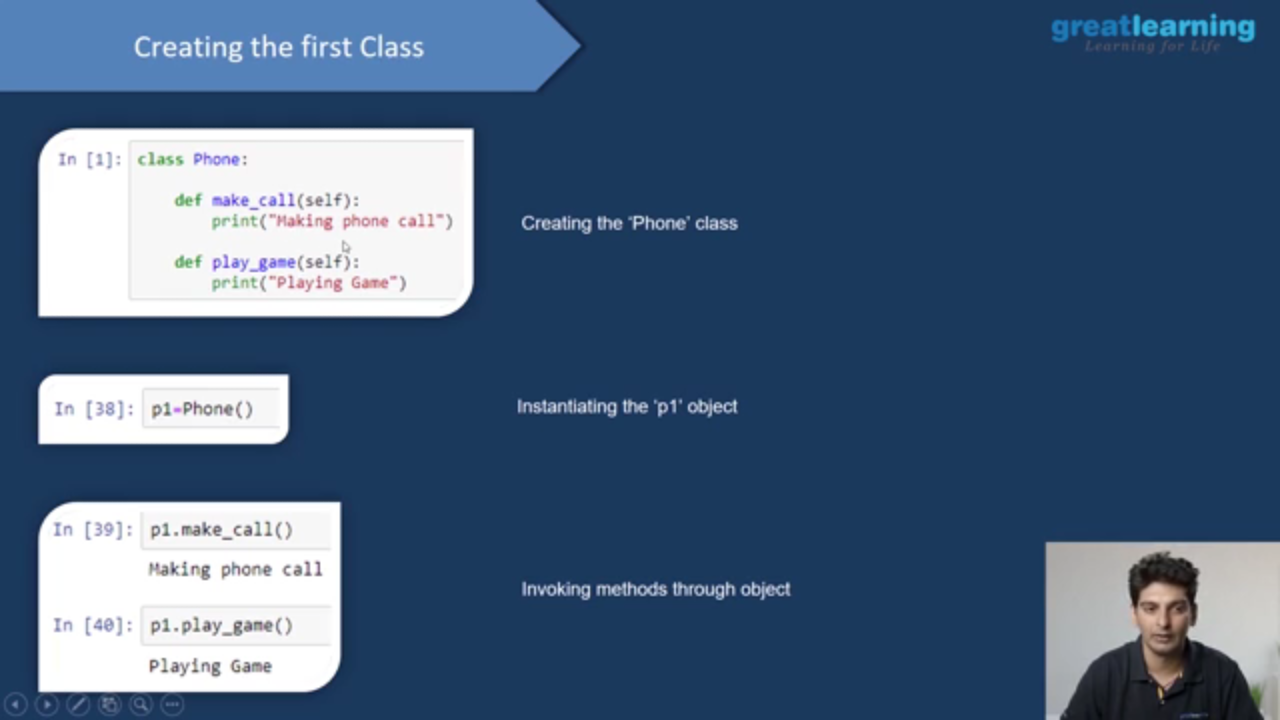 Creating the first Class
greatlearning
Learning for Life
In [1]: class Phone:
def make_call(self):
print("Making phone call")
def play_game(self):
print("Playing Game")
Creating the ‘Phone’ class
In [38]: p1=Phone()
Instantiating the ‘p1’ object
In [39]: p1.make_call()
Making phone call
In [40]: p1.play_game()
Playing Game
Invoking methods through object